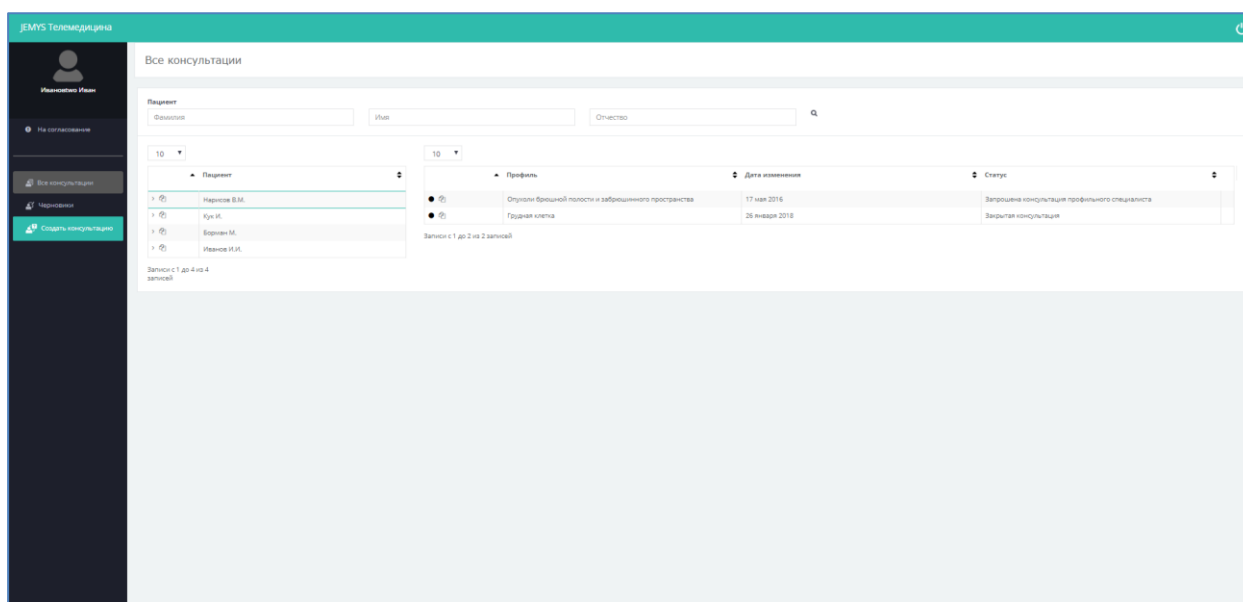 JEMYS Телемедицина
Ивановtwo Иван
На согласование
Все консультации
Черновики
Создать консультацию
Все консультации
Пациент
Фамилия Имя Отчество
10 10
Пациент Профиль Дата изменения Статус
Нарисов В.М. Опухоли брюшной полости и забрюшинного пространства 17 мая 2016 Запрошена консультация профильного специалиста
Кук И. Грудная клетка 26 января 2018 Закрытая консультация
Борман М.
Записи с 1 до 2 из 2 записей
Иванов И.И.
Записи с 1 до 4 из 4
записей